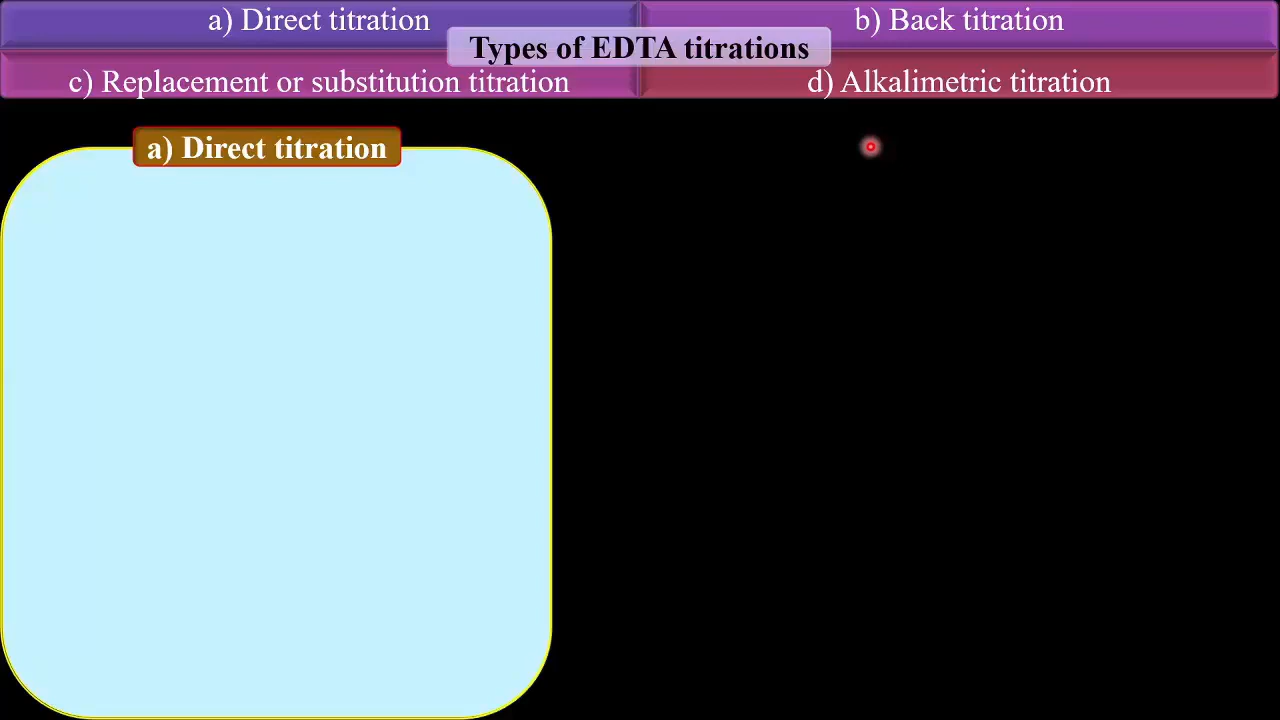 Types of EDTA titrations
a) Direct titration
b) Back titration
c) Replacement or substitution titration
d) Alkalimetric titration
a) Direct titration